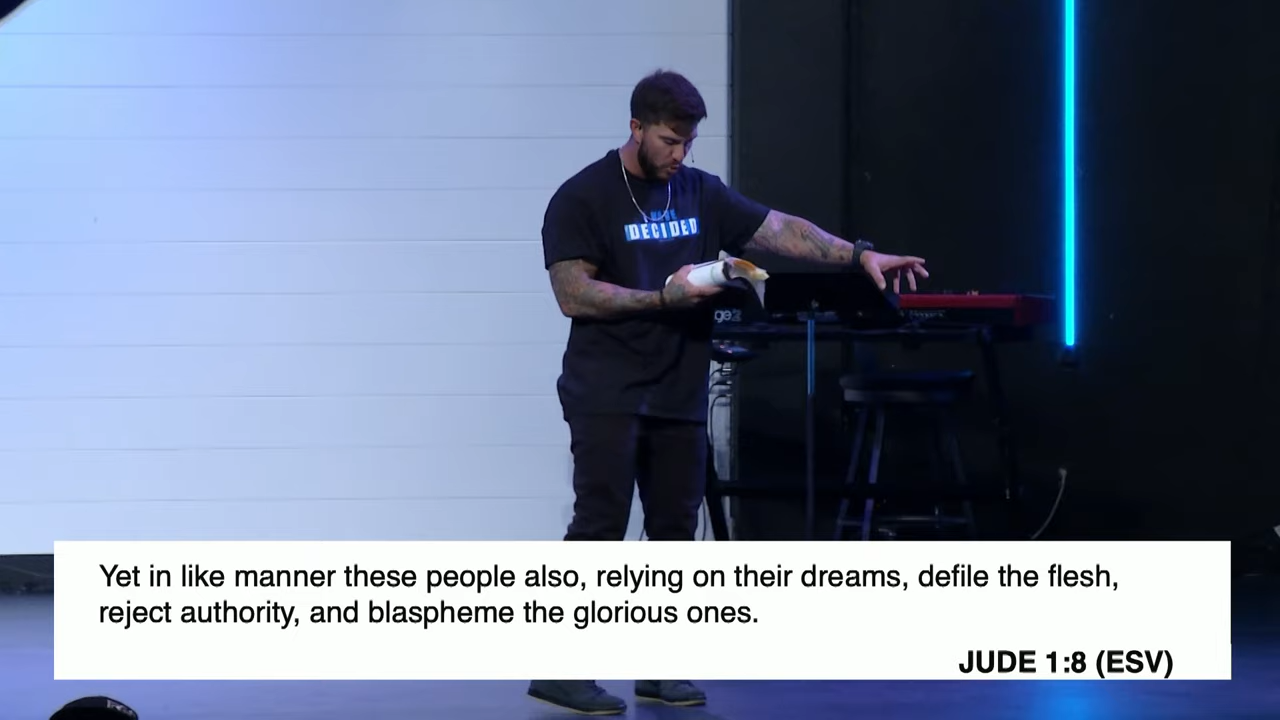 DECIDED
ge
Yet in like manner these people also, relying on their dreams, defile the flesh,
reject authority, and blaspheme the glorious ones.
JUDE 1:8 (ESV)